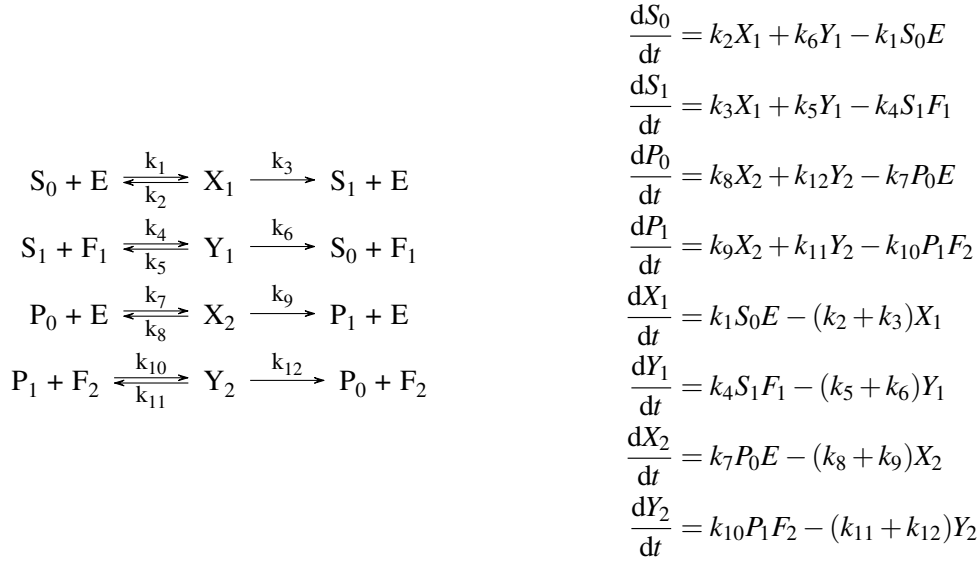 S₀ + E ⇌ X₁ → S₁ + E (k₁, k₂, k₃)
S₁ + F₁ ⇌ Y₁ → S₀ + F₁ (k₄, k₅, k₆)
P₀ + E ⇌ X₂ → P₁ + E (k₇, k₈, k₉)
P₁ + F₂ ⇌ Y₂ → P₀ + F₂ (k₁₀, k₁₁, k₁₂)
dS₀/dt = k₂X₁ + k₆Y₁ − k₁S₀E
dS₁/dt = k₃X₁ + k₅Y₁ − k₄S₁F₁
dP₀/dt = k₈X₂ + k₁₂Y₂ − k₇P₀E
dP₁/dt = k₉X₂ + k₁₁Y₂ − k₁₀P₁F₂
dX₁/dt = k₁S₀E − (k₂ + k₃)X₁
dY₁/dt = k₄S₁F₁ − (k₅ + k₆)Y₁
dX₂/dt = k₇P₀E − (k₈ + k₉)X₂
dY₂/dt = k₁₀P₁F₂ − (k₁₁ + k₁₂)Y₂